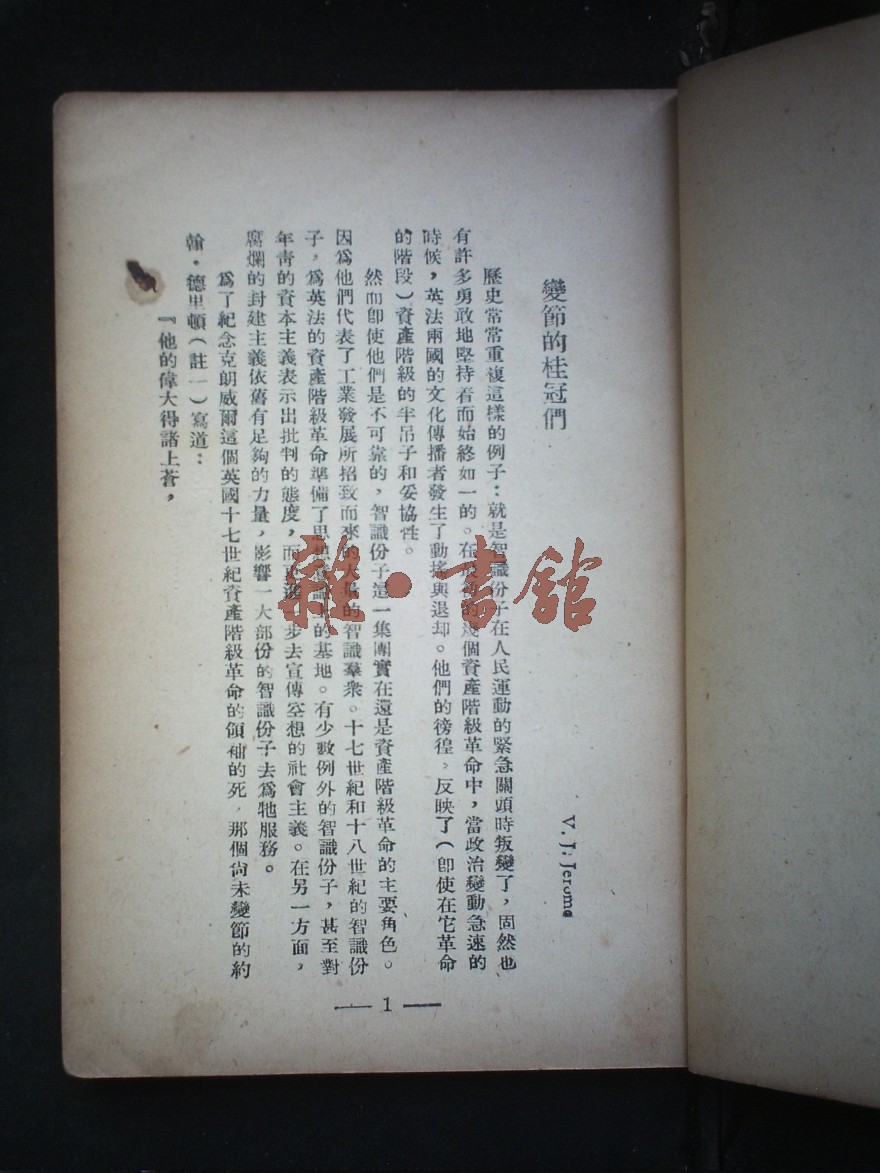 變節的桂冠們
V. J. Jerome
歷史常常重複這樣的例子：就是智識份子在人民運動的緊急關頭時叛變了，固然也
有許多勇敢地堅持着而始終如一的。在 幾個資產階級革命中，當政治變動急速的
時候，英法兩國的文化傳播者發生了動搖與退却。他們的徬徨，反映了（卽使在它革命
的階段）資產階級的半吊子和妥協性。
然而卽使他們是不可靠的，智識份子這一集團實在還是資產階級革命的主要角色。
因爲他們代表了工業發展所招致而來的 的智識羣衆。十七世紀和十八世紀的智識份
子，爲英法的資產階級革命準備了思想 的基地。有少數例外的智識份子，甚至對
年靑的資本主義表示出批判的態度，而更進一步去宣傳空想的社會主義。在另一方面，
腐爛的封建主義依舊有足夠的力量，影響一大部份的智識份子去爲牠服務。
爲了紀念克朗威爾這個英國十七世紀資產階級革命的領袖的死，那個尙未變節的約
翰·德里頓（註一）寫道：
『他的偉大得諸上蒼，
— 1 —
雜·書館